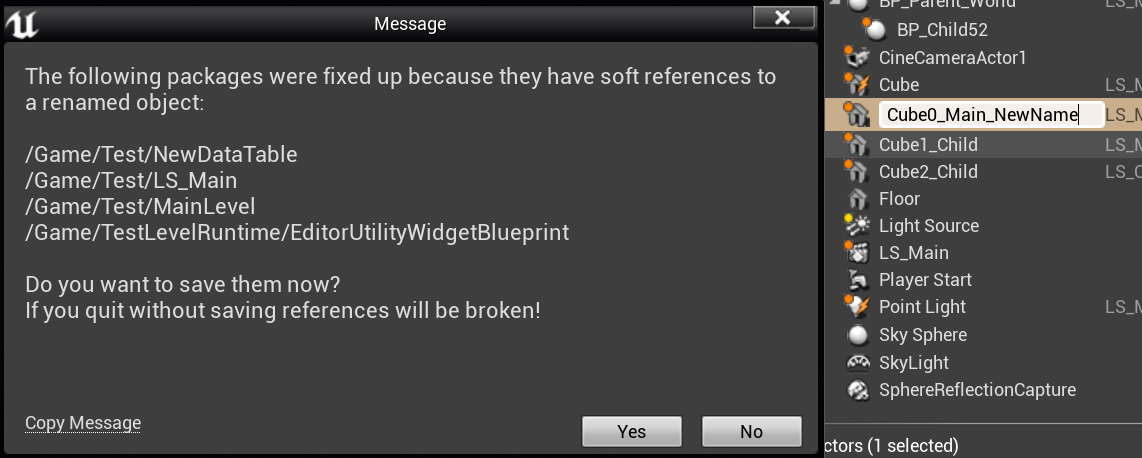 Message
The following packages were fixed up because they have soft references to
a renamed object:
/Game/Test/NewDataTable
/Game/Test/LS_Main
/Game/Test/MainLevel
/Game/TestLevelRuntime/EditorUtilityWidgetBlueprint
Do you want to save them now?
If you quit without saving references will be broken!
Copy Message
Yes
No
BP_Parent_World LS_M
BP_Child52
CineCameraActor1
Cube LS_M
Cube0_Main_NewName LS_M
Cube1_Child LS_M
Cube2_Child LS_C
Floor
Light Source
LS_Main
Player Start
Point Light LS_M
Sky Sphere
SkyLight
SphereReflectionCapture
ctors (1 selected)